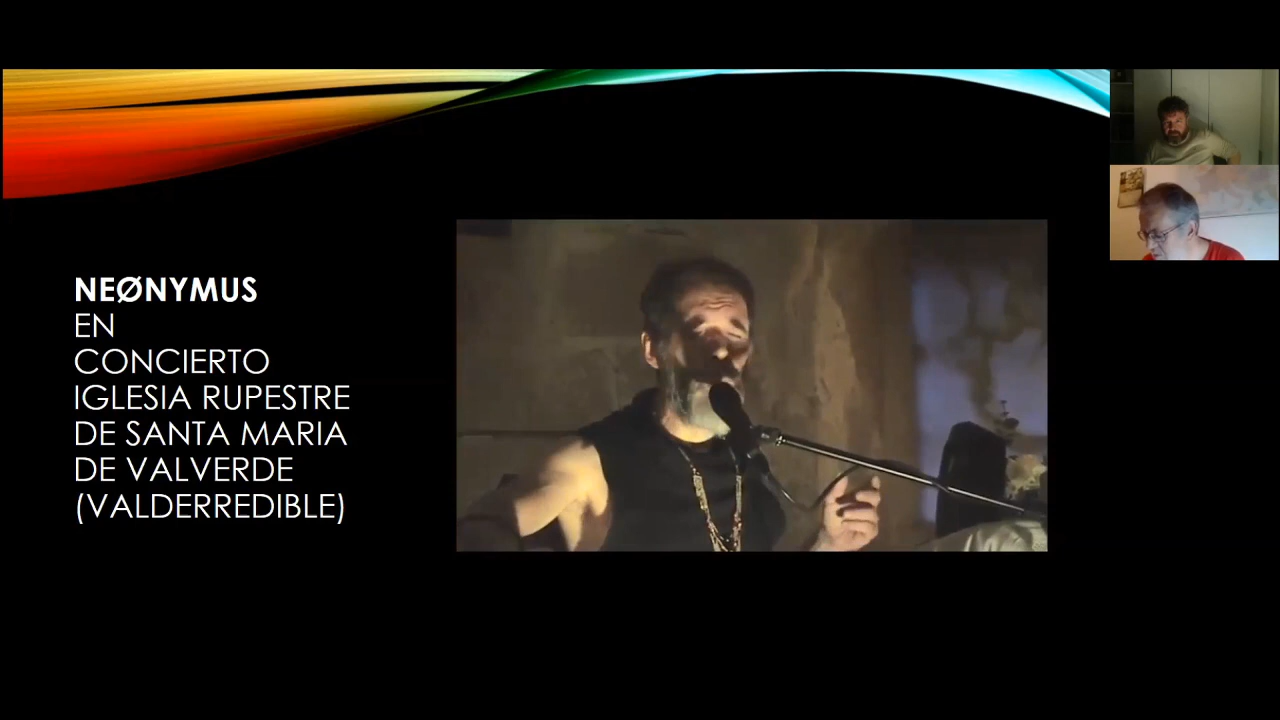 NEØNYMUS
EN
CONCIERTO
IGLESIA RUPESTRE
DE SANTA MARIA
DE VALVERDE
(VALDERREDIBLE)